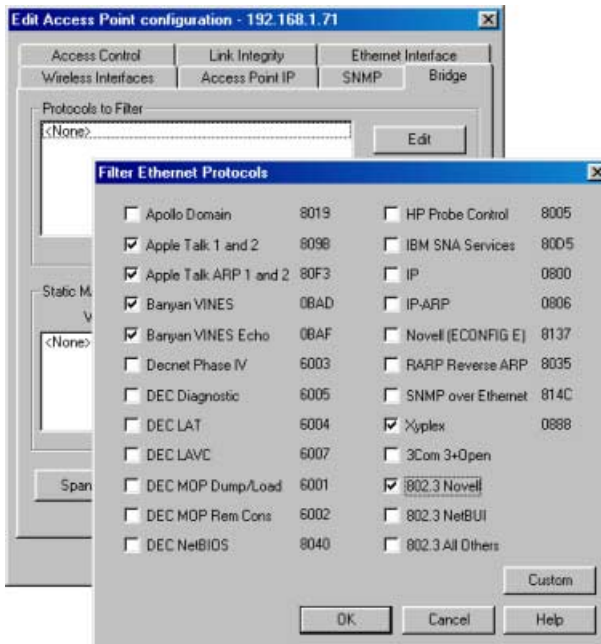 Edit Access Point configuration - 192.168.1.71
Access Control Link Integrity Ethernet Interface
Wireless Interfaces Access Point IP SNMP Bridge
Protocols to Filter
<None>
Edit
Static M
V
<None>
Span
Filter Ethernet Protocols
Apollo Domain 8019
Apple Talk 1 and 2 809B
Apple Talk ARP 1 and 2 80F3
Banyan VINES 0BAD
Banyan VINES Echo 0BAF
Decnet Phase IV 6003
DEC Diagnostic 6005
DEC LAT 6004
DEC LAVC 6007
DEC MOP Dump/Load 6001
DEC MOP Rem Cons 6002
DEC NetBIOS 8040
HP Probe Control 8005
IBM SNA Services 80D5
IP 0800
IP-ARP 0806
Novell (ECONFIG E) 8137
RARP Reverse ARP 8035
SNMP over Ethernet 814C
Xyplex 0888
3Com 3+Open
802.3 Novell
802.3 NetBUI
802.3 All Others
Custom
OK Cancel Help